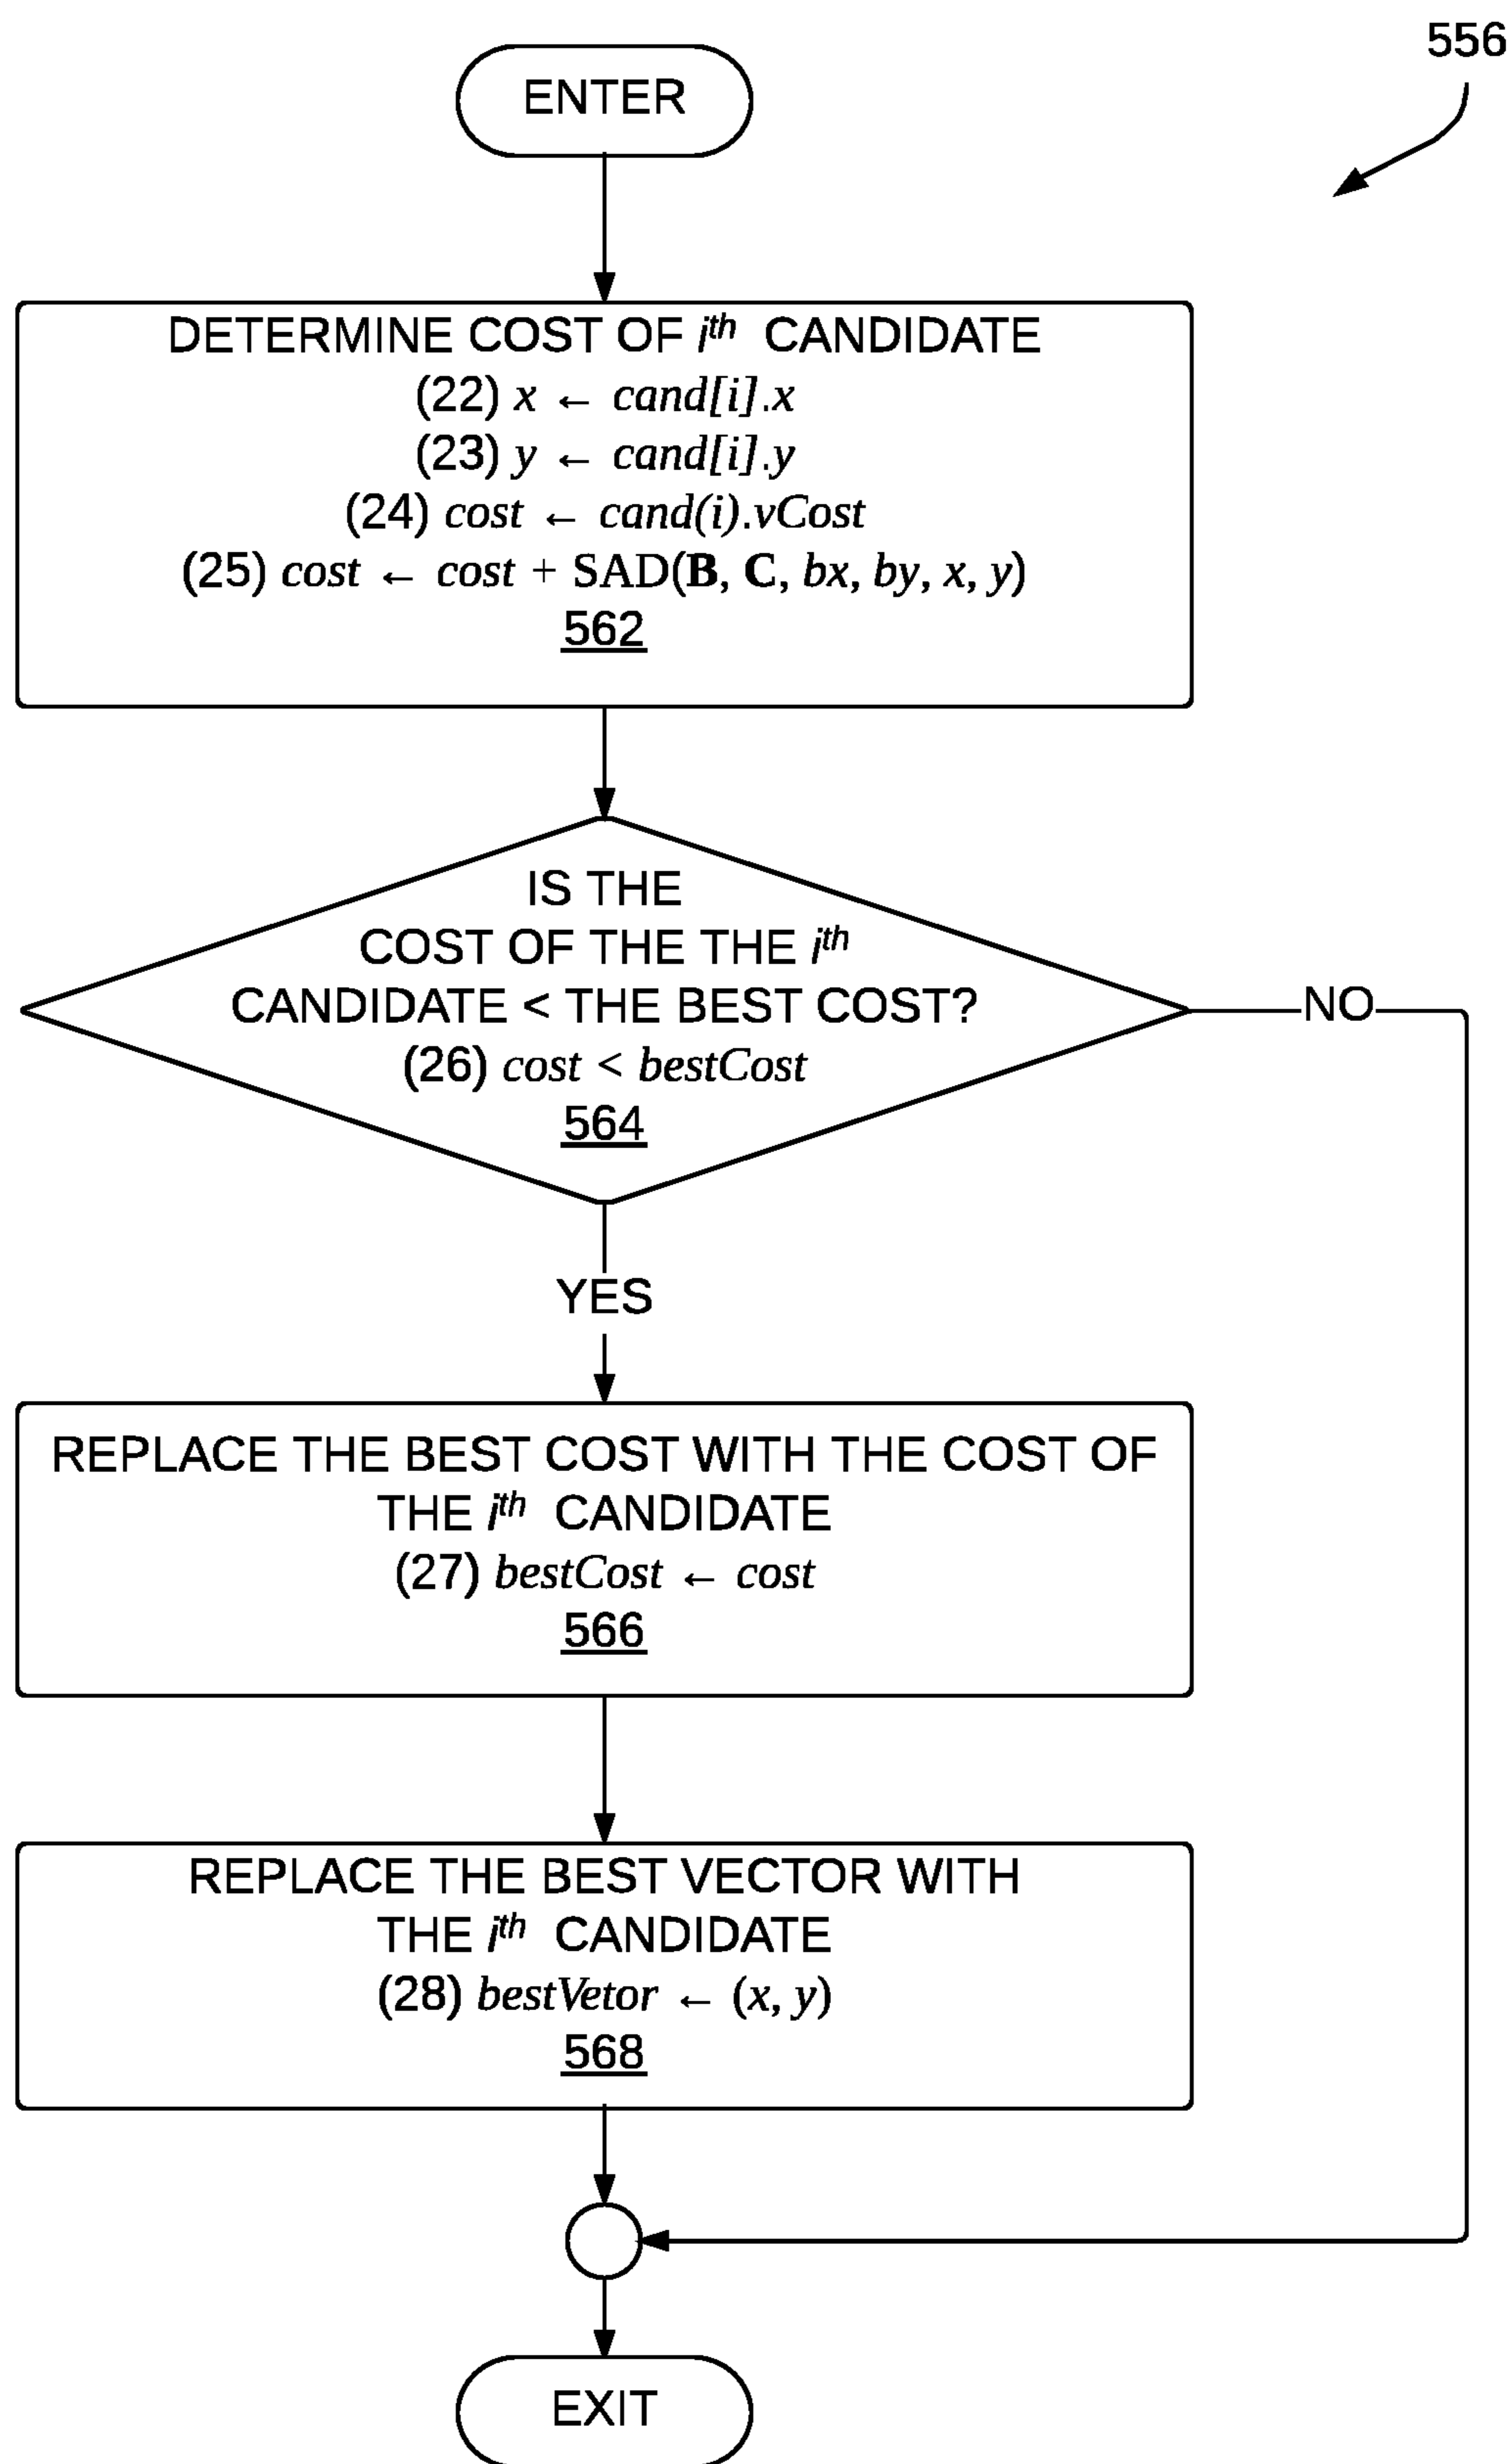 556
ENTER
DETERMINE COST OF ith CANDIDATE
(22) x ← cand[i].x
(23) y ← cand[i].y
(24) cost ← cand(i).vCost
(25) cost ← cost + SAD(B, C, bx, by, x, y)
562
IS THE
COST OF THE THE ith
CANDIDATE < THE BEST COST?
(26) cost < bestCost
564
NO
YES
REPLACE THE BEST COST WITH THE COST OF
THE ith CANDIDATE
(27) bestCost ← cost
566
REPLACE THE BEST VECTOR WITH
THE ith CANDIDATE
(28) bestVetor ← (x, y)
568
EXIT